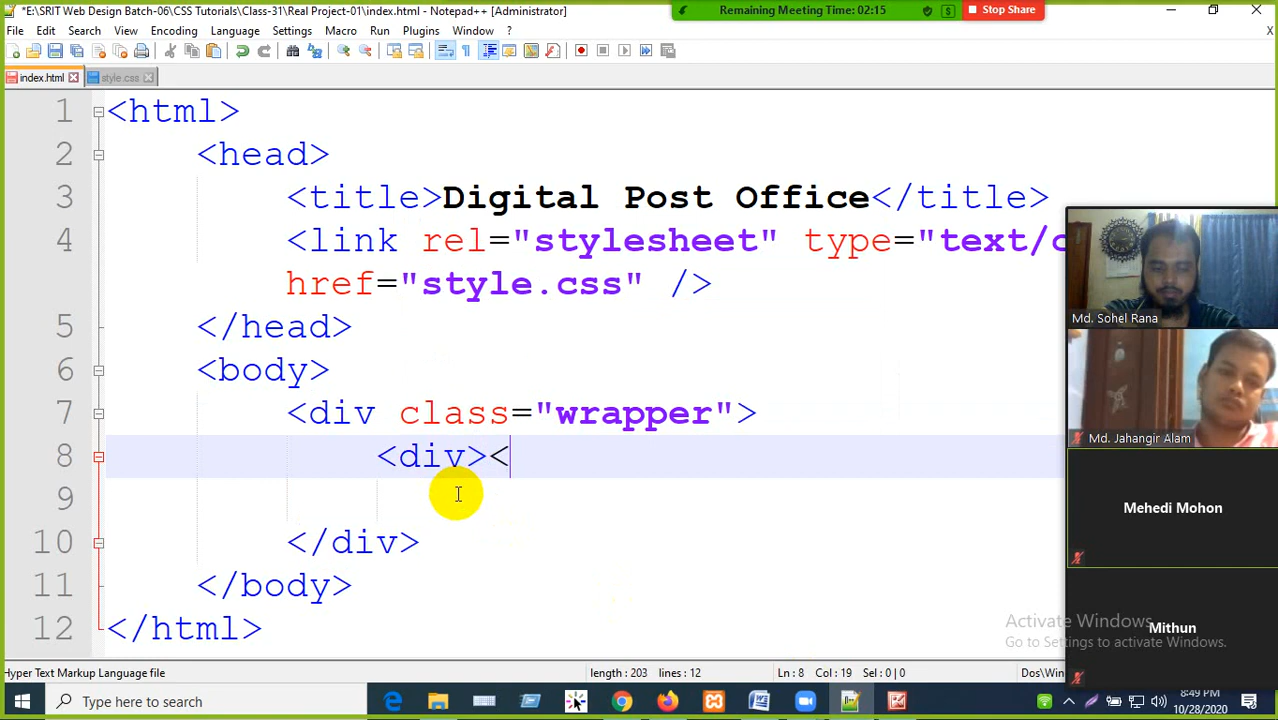 *E:\SRIT Web Design Batch-06\CSS Tutorials\Class-31\Real Project-01\index.html - Notepad++ [Administrator]
Remaining Meeting Time: 02:15
Stop Share
File Edit Search View Encoding Language Settings Macro Run Plugins Window ?
index.html style.css
1 <html>
2 <head>
3 <title>Digital Post Office</title>
4 <link rel="stylesheet" type="text/c
href="style.css" />
5 </head>
6 <body>
7 <div class="wrapper">
8 <div><
9
10 </div>
11 </body>
12 </html>
Md. Sohel Rana
Md. Jahangir Alam
Mehedi Mohon
Mithun
Activate Windows
Go to Settings to activate Windows.
Hyper Text Markup Language file length : 203 lines : 12 Ln : 8 Col : 19 Sel : 0 | 0 Dos\Win
Type here to search
8:49 PM
10/28/2020